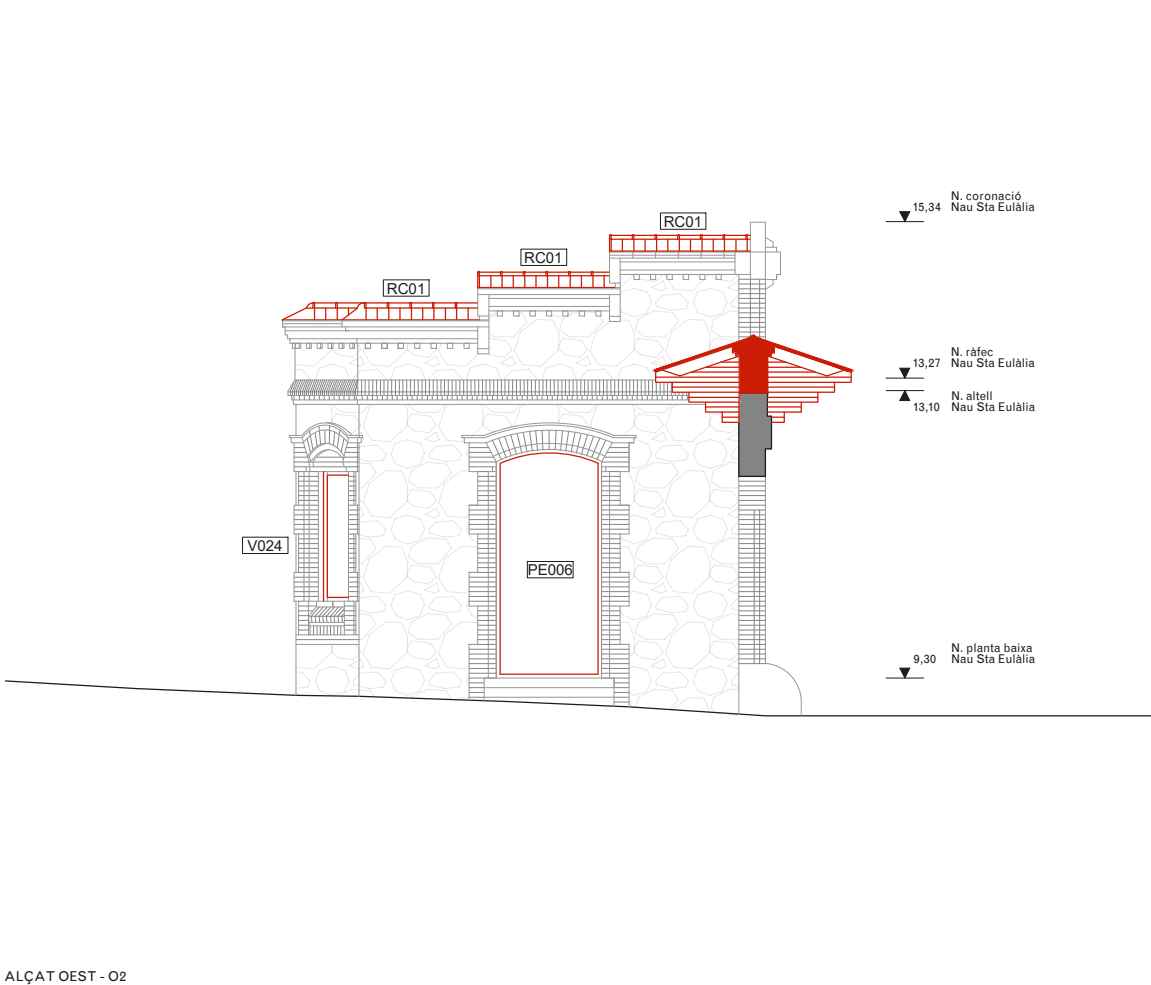 N. coronació
15,34 Nau Sta Eulàlia
RC01
RC01
RC01
N. ràfec
13,27 Nau Sta Eulàlia
N. altell
13,10 Nau Sta Eulàlia
V024
PE006
N. planta baixa
9,30 Nau Sta Eulàlia
ALÇAT OEST - O2